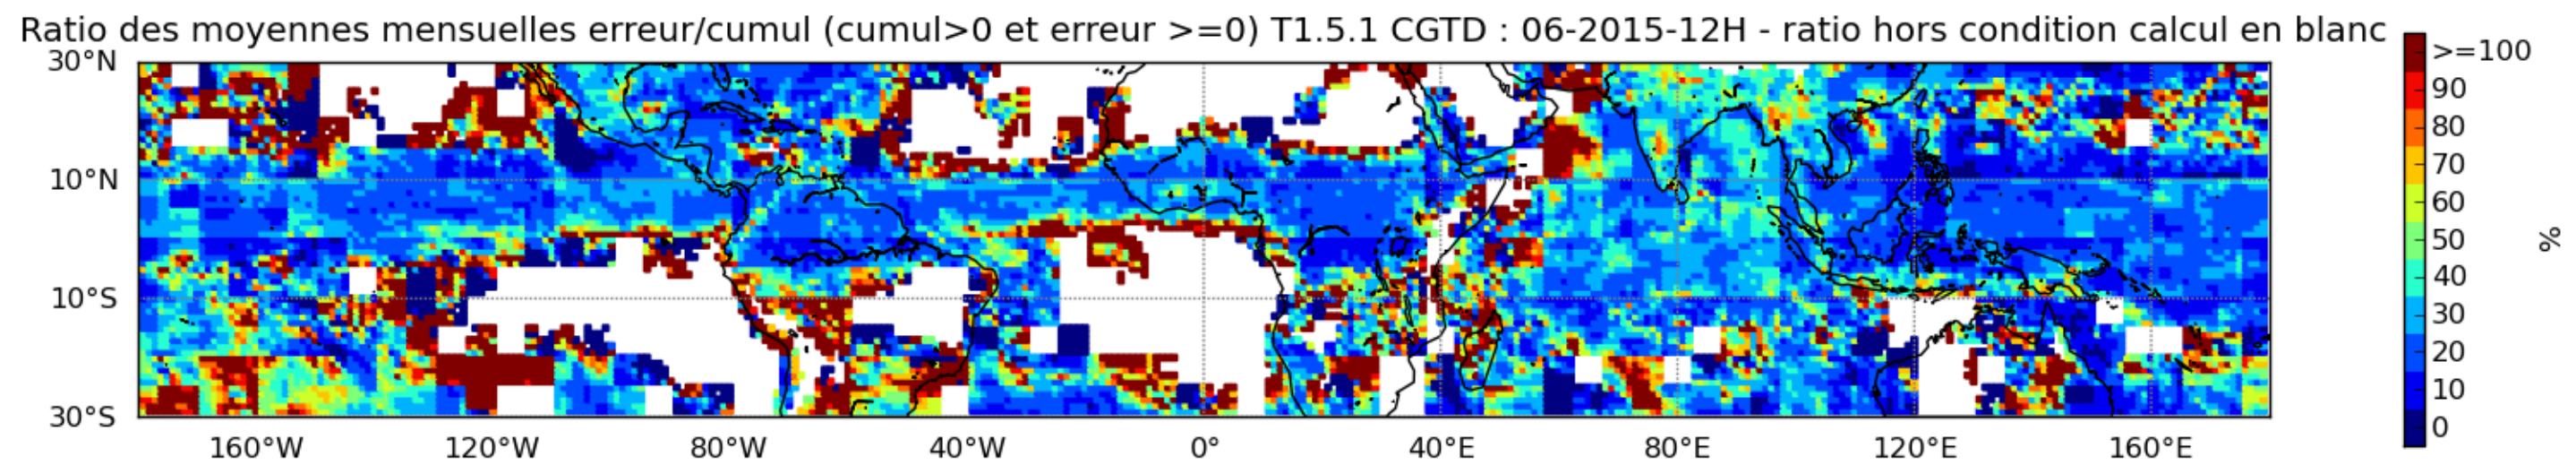 Ratio des moyennes mensuelles erreur/cumul (cumul>0 et erreur >=0) T1.5.1 CGTD : 06-2015-12H - ratio hors condition calcul en blanc
30°N
10°N
10°S
30°S
160°W 120°W 80°W 40°W 0° 40°E 80°E 120°E 160°E
>=100
90
80
70
60
50
40
30
20
10
0
%